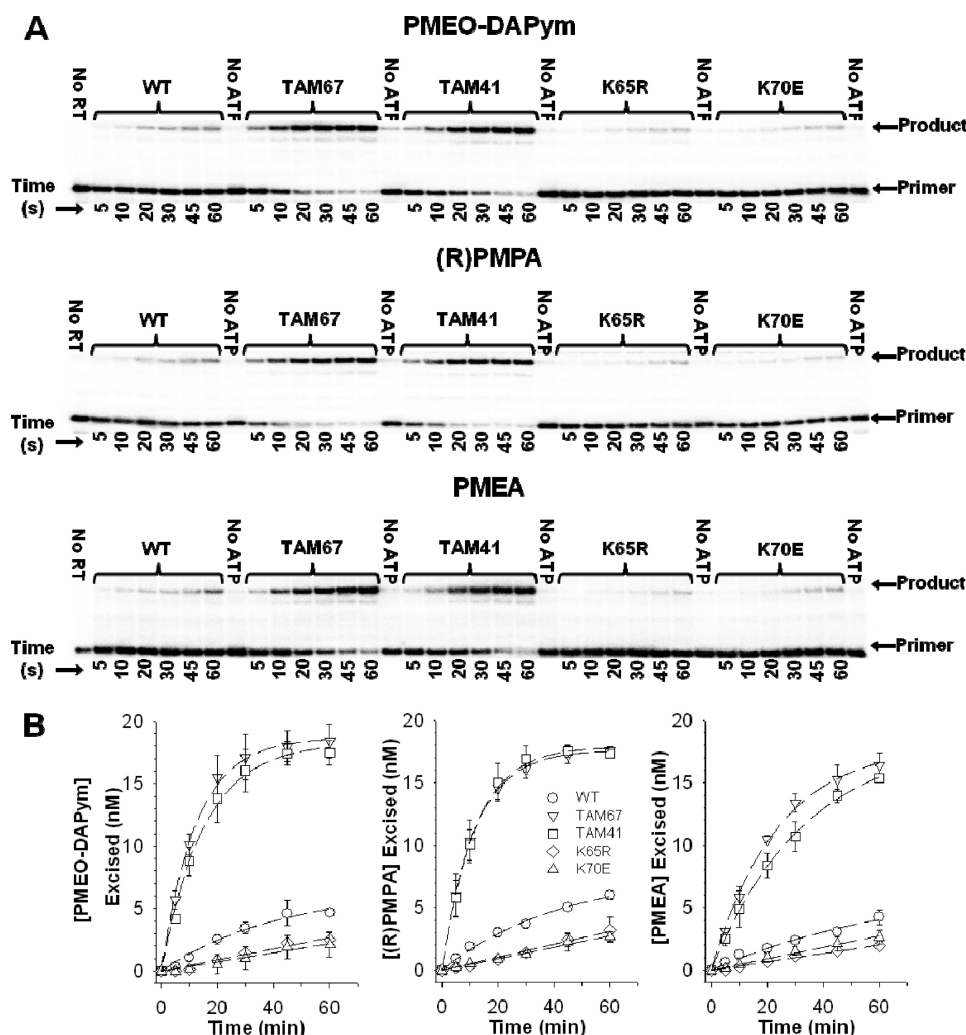 A
PMEO-DAPym
No RT WT No ATP TAM67 TAM41 No ATP K65R K70E No ATP
Product
Primer
Time (s) 5 10 20 30 45 60 5 10 20 30 45 60 5 10 20 30 45 60 5 10 20 30 45 60 5 10 20 30 45 60
(R)PMPA
No RT WT No ATP TAM67 No ATP TAM41 No ATP K65R No ATP K70E No ATP
Product
Primer
Time (s) 5 10 20 30 45 60 5 10 20 30 45 60 5 10 20 30 45 60 5 10 20 30 45 60 5 10 20 30 45 60
PMEA
No RT WT No ATP TAM67 No ATP TAM41 No ATP K65R No ATP K70E No ATP
Product
Primer
Time (s) 5 10 20 30 45 60 5 10 20 30 45 60 5 10 20 30 45 60 5 10 20 30 45 60 5 10 20 30 45 60
B
[PMEO-DAPym] Excised (nM)
20
15
10
5
0
0 20 40 60
Time (min)
[(R)PMPA] Excised (nM)
20
15
10
5
0
WT
TAM67
TAM41
K65R
K70E
0 20 40 60
Time (min)
[PMEA] Excised (nM)
20
15
10
5
0
0 20 40 60
Time (min)